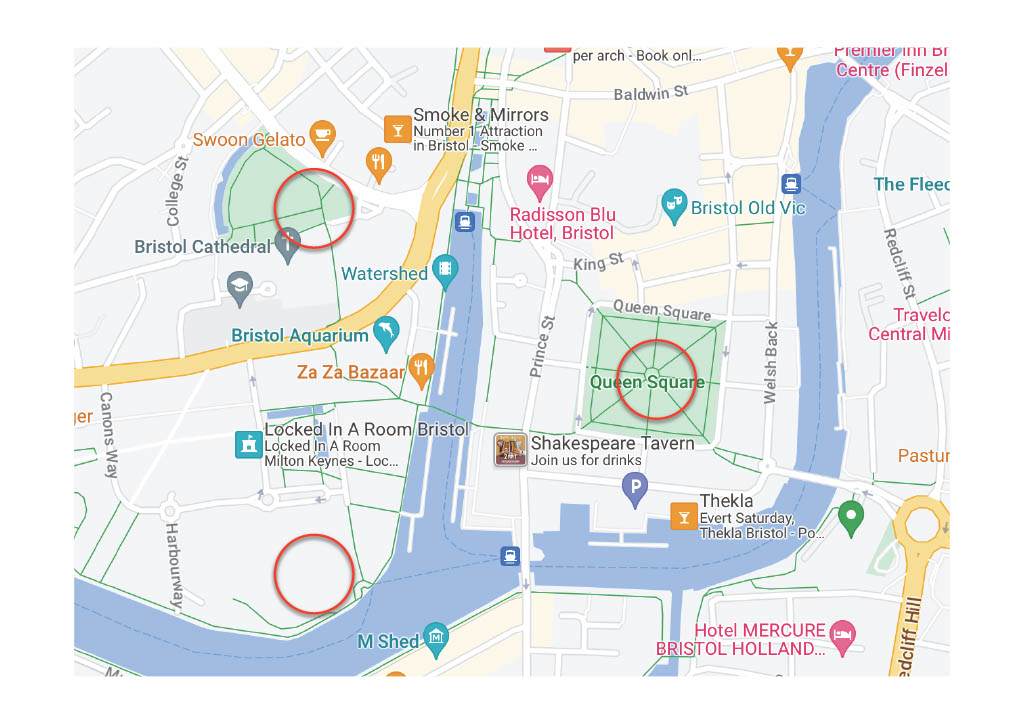 per arch - Book onl...
Premier Inn Br
Centre (Finzel
Baldwin St
Smoke & Mirrors
Number 1 Attraction
in Bristol - Smoke ...
Swoon Gelato
College St
The Fleec
Radisson Blu
Hotel, Bristol
Bristol Old Vic
Bristol Cathedral
Redcliff St
King St
Watershed
Queen Square
Travelo
Central Mi
Bristol Aquarium
Prince St
Welsh Back
Za Za Bazaar
Queen Square
ger
Canons Way
Locked In A Room Bristol
Locked In A Room
Milton Keynes - Loc...
Shakespeare Tavern
Join us for drinks
Pastur
P
Thekla
Evert Saturday,
Thekla Bristol - Po...
Harbourway
M Shed
M
Hotel MERCURE
BRISTOL HOLLAND...
edcliff Hill